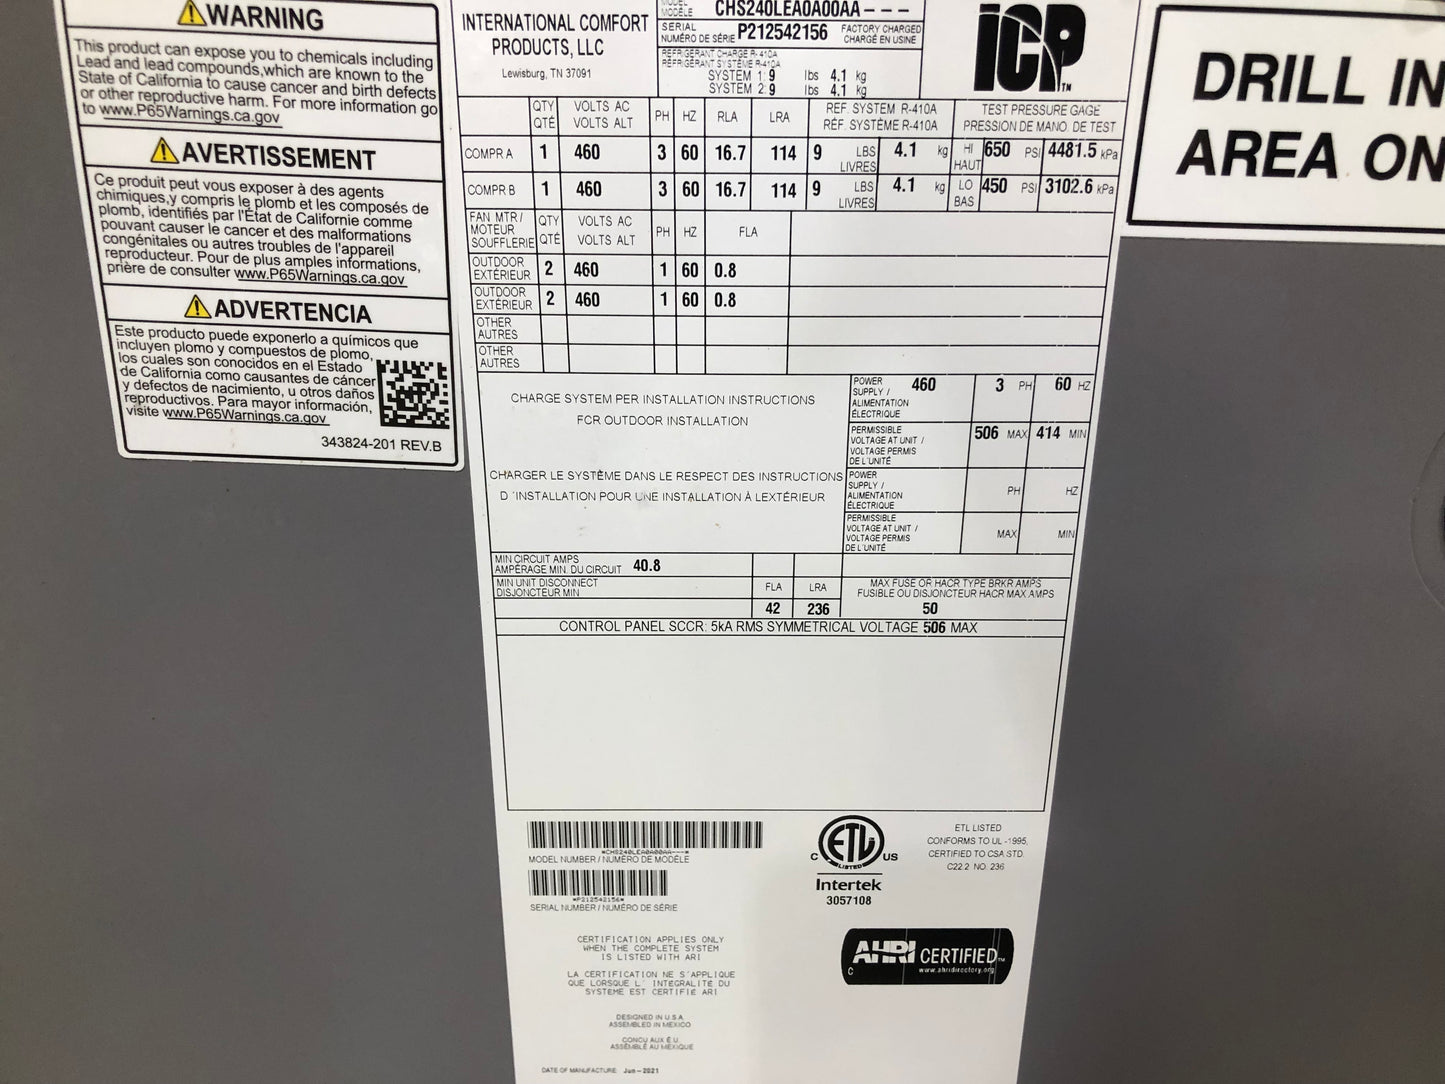 WARNING
This product can expose you to chemicals including
Lead and lead compounds,which are known to the
State of California to cause cancer and birth defects
or other reproductive harm. For more information go
to www.P65Warnings.ca.gov
AVERTISSEMENT
Ce produit peut vous exposer à des agents
chimiques,y compris le plomb et les composés de
plomb, identifiés par l'État de Californie comme
pouvant causer le cancer et des malformations
congénitales ou autres troubles de l'appareil
reproducteur. Pour de plus amples informations,
prière de consulter www.P65Warnings.ca.gov
ADVERTENCIA
Este producto puede exponerlo a químicos que
incluyen plomo y compuestos de plomo,
los cuales son conocidos en el Estado
de California como causantes de cáncer
y defectos de nacimiento, u otros daños
reproductivos. Para mayor información,
visite www.P65Warnings.ca.gov
343824-201 REV.B
INTERNATIONAL COMFORT
PRODUCTS, LLC
Lewisburg, TN 37091
MODEL
MODÈLE CHS240LEA0A00AA– – –
SERIAL
NUMÉRO DE SÉRIE P212542156 FACTORY CHARGED
CHARGÉ EN USINE
REFRIGERANT CHARGE R-410A
RÉFRIGÉRANT SYSTÈME R-410A
SYSTEM 1: 9 lbs 4.1 kg
SYSTEM 2: 9 lbs 4.1 kg
ICP TM
QTY VOLTS AC PH HZ RLA LRA REF. SYSTEM R-410A TEST PRESSURE GAGE
QTÉ VOLTS ALT RÉF. SYSTÈME R-410A PRESSION DE MANO. DE TEST
COMPR A 1 460 3 60 16.7 114 9 LBS LIVRES 4.1 kg HI HAUT 650 PSI 4481.5 kPa
COMPR B 1 460 3 60 16.7 114 9 LBS LIVRES 4.1 kg LO BAS 450 PSI 3102.6 kPa
FAN MTR / MOTEUR SOUFFLERIE QTY QTÉ VOLTS AC VOLTS ALT PH HZ FLA
OUTDOOR EXTÉRIEUR 2 460 1 60 0.8
OUTDOOR EXTÉRIEUR 2 460 1 60 0.8
OTHER AUTRES
OTHER AUTRES
CHARGE SYSTEM PER INSTALLATION INSTRUCTIONS
FOR OUTDOOR INSTALLATION
CHARGER LE SYSTÈME DANS LE RESPECT DES INSTRUCTIONS
D´INSTALLATION POUR UNE INSTALLATION À LEXTÉRIEUR
POWER SUPPLY / ALIMENTATION ÉLECTRIQUE 460 3 PH 60 HZ
PERMISSIBLE VOLTAGE AT UNIT / VOLTAGE PERMIS DE L´UNITÉ 506 MAX 414 MIN
POWER SUPPLY / ALIMENTATION ÉLECTRIQUE PH HZ
PERMISSIBLE VOLTAGE AT UNIT / VOLTAGE PERMIS DE L´UNITÉ MAX MIN
MIN CIRCUIT AMPS
AMPÉRAGE MIN. DU CIRCUIT 40.8
MIN UNIT DISCONNECT
DISJONCTEUR MIN
FLA LRA MAX FUSE OR HACR TYPE BRKR AMPS
FUSIBLE OU DISJONCTEUR HACR MAX AMPS
42 236 50
CONTROL PANEL SCCR: 5kA RMS SYMMETRICAL VOLTAGE 506 MAX
*CHS240LEA0A00AA---*
MODEL NUMBER / NUMÉRO DE MODÈLE
*P212542156*
SERIAL NUMBER / NUMÉRO DE SÉRIE
C ETL LISTED US
Intertek
3057108
ETL LISTED
CONFORMS TO UL -1995,
CERTIFIED TO CSA STD.
C22.2 NO. 236
CERTIFICATION APPLIES ONLY
WHEN THE COMPLETE SYSTEM
IS LISTED WITH ARI
LA CERTIFICATION NE S´APPLIQUE
QUE LORSQUE L´ INTEGRALITE DU
SYSTEME EST CERTIFIE ARI
C AHRI CERTIFIED TM
www.ahridirectory.org
DESIGNED IN U.S.A.
ASSEMBLED IN MEXICO
CONÇU AUX É.U
ASSEMBLÉ AU MEXIQUE
DATE OF MANUFACTURE: Jun – 2021
DRILL IN
AREA ON